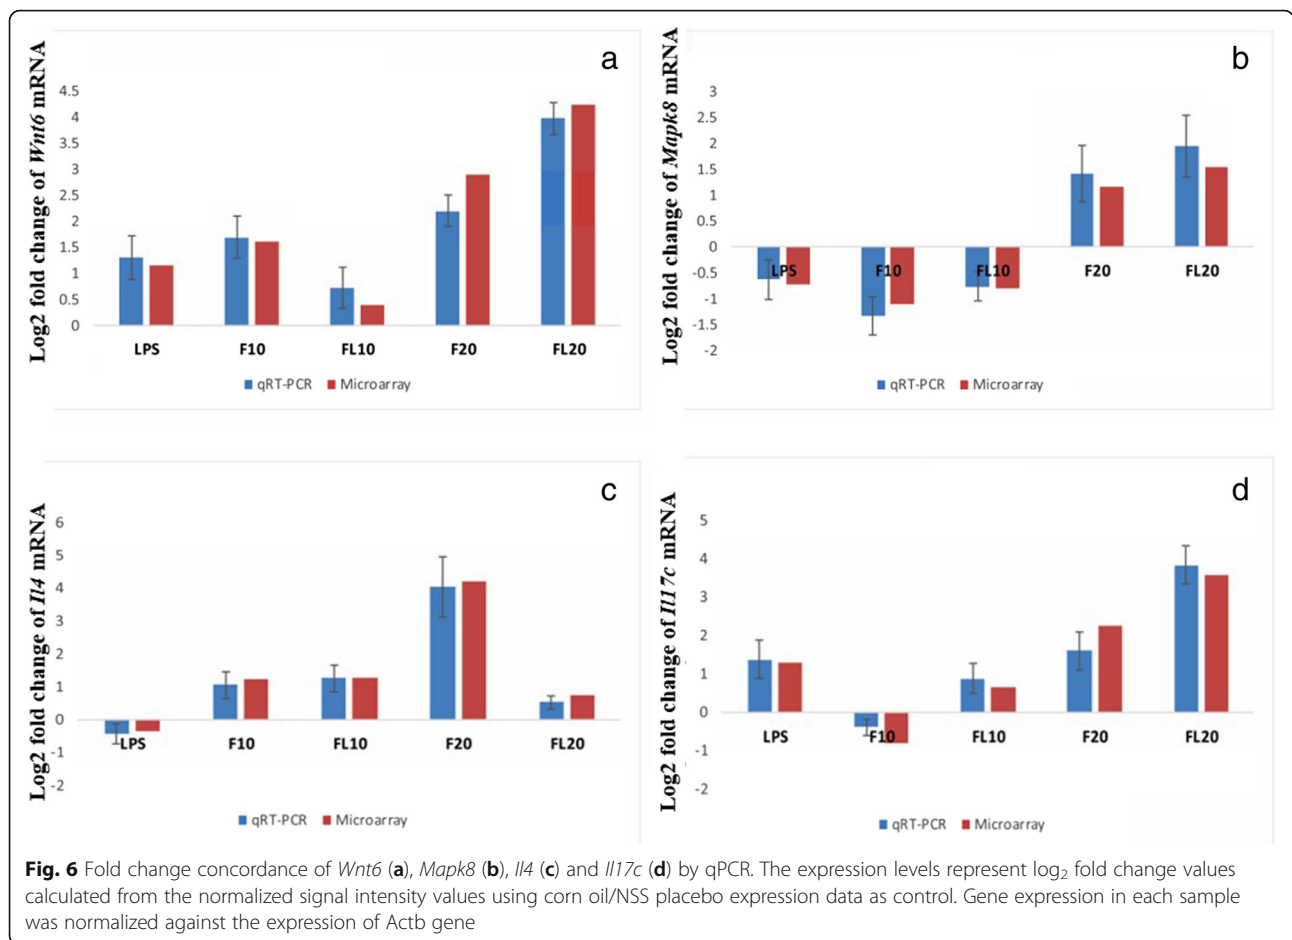 a
Log2 fold change of Wnt6 mRNA
4.5
4
3.5
3
2.5
2
1.5
1
0.5
0
LPS F10 FL10 F20 FL20
qRT-PCR Microarray
b
Log2 fold change of Mapk8 mRNA
3
2.5
2
1.5
1
0.5
0
-0.5
-1
-1.5
-2
LPS F10 FL10 F20 FL20
qRT-PCR Microarray
c
Log2 fold change of Il4 mRNA
6
5
4
3
2
1
0
-1
-2
LPS F10 FL10 F20 FL20
qRT-PCR Microarray
d
Log2 fold change of Il17c mRNA
5
4
3
2
1
0
-1
-2
LPS F10 FL10 F20 FL20
qRT-PCR Microarray
Fig. 6 Fold change concordance of Wnt6 (a), Mapk8 (b), Il4 (c) and Il17c (d) by qPCR. The expression levels represent log2 fold change values
calculated from the normalized signal intensity values using corn oil/NSS placebo expression data as control. Gene expression in each sample
was normalized against the expression of Actb gene